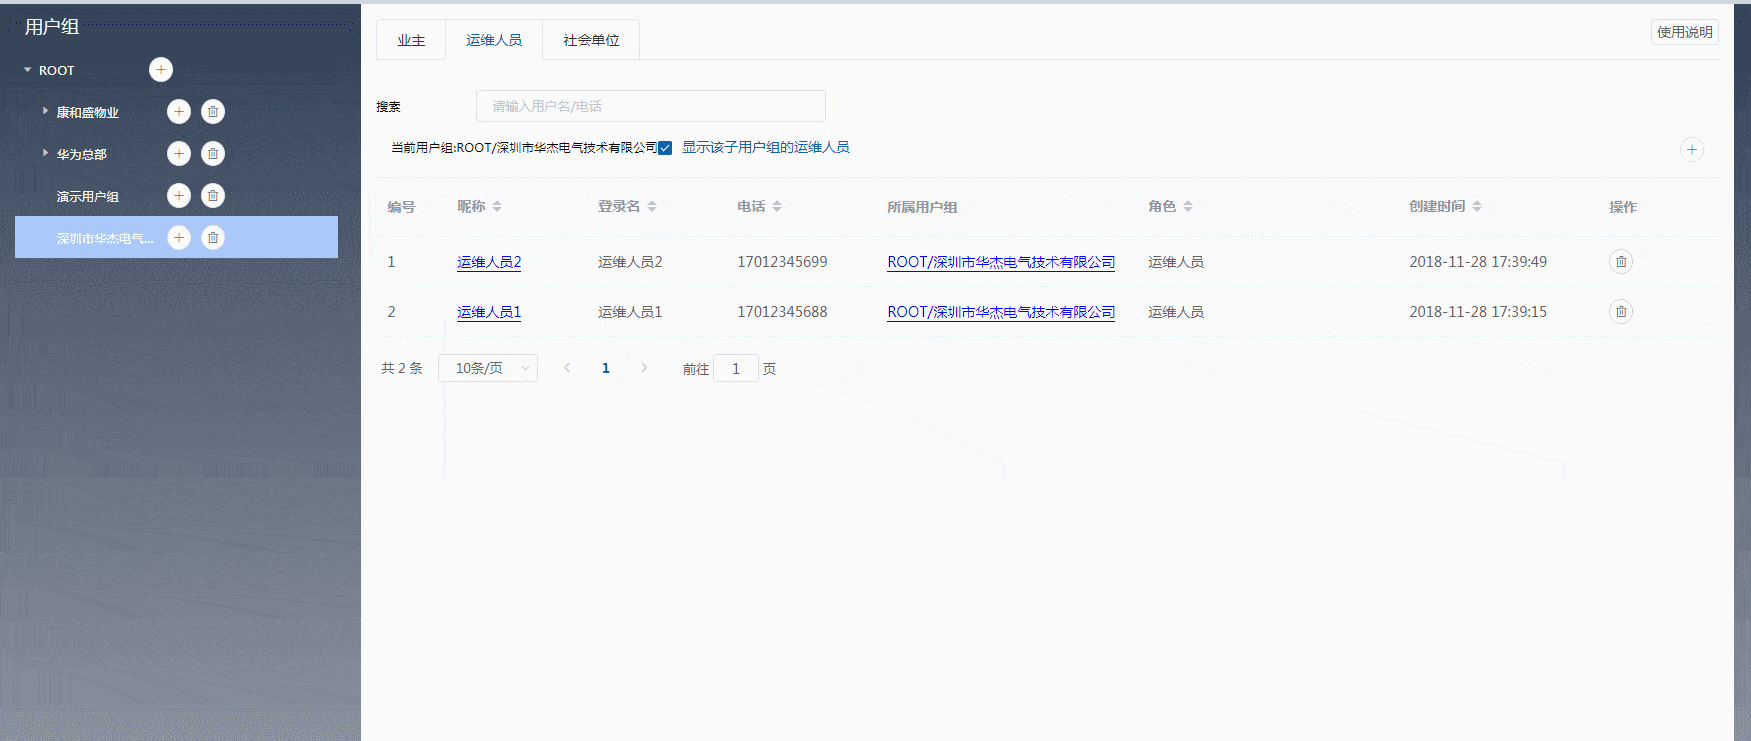 用户组
ROOT
康和盛物业
华为总部
演示用户组
深圳市华杰电气...
业主 运维人员 社会单位
使用说明
搜索 请输入用户名/电话
当前用户组:ROOT/深圳市华杰电气技术有限公司 显示该子用户组的运维人员
编号 昵称 登录名 电话 所属用户组 角色 创建时间 操作
1 运维人员2 运维人员2 17012345699 ROOT/深圳市华杰电气技术有限公司 运维人员 2018-11-28 17:39:49
2 运维人员1 运维人员1 17012345688 ROOT/深圳市华杰电气技术有限公司 运维人员 2018-11-28 17:39:15
共 2 条 10条/页 1 前往 1 页